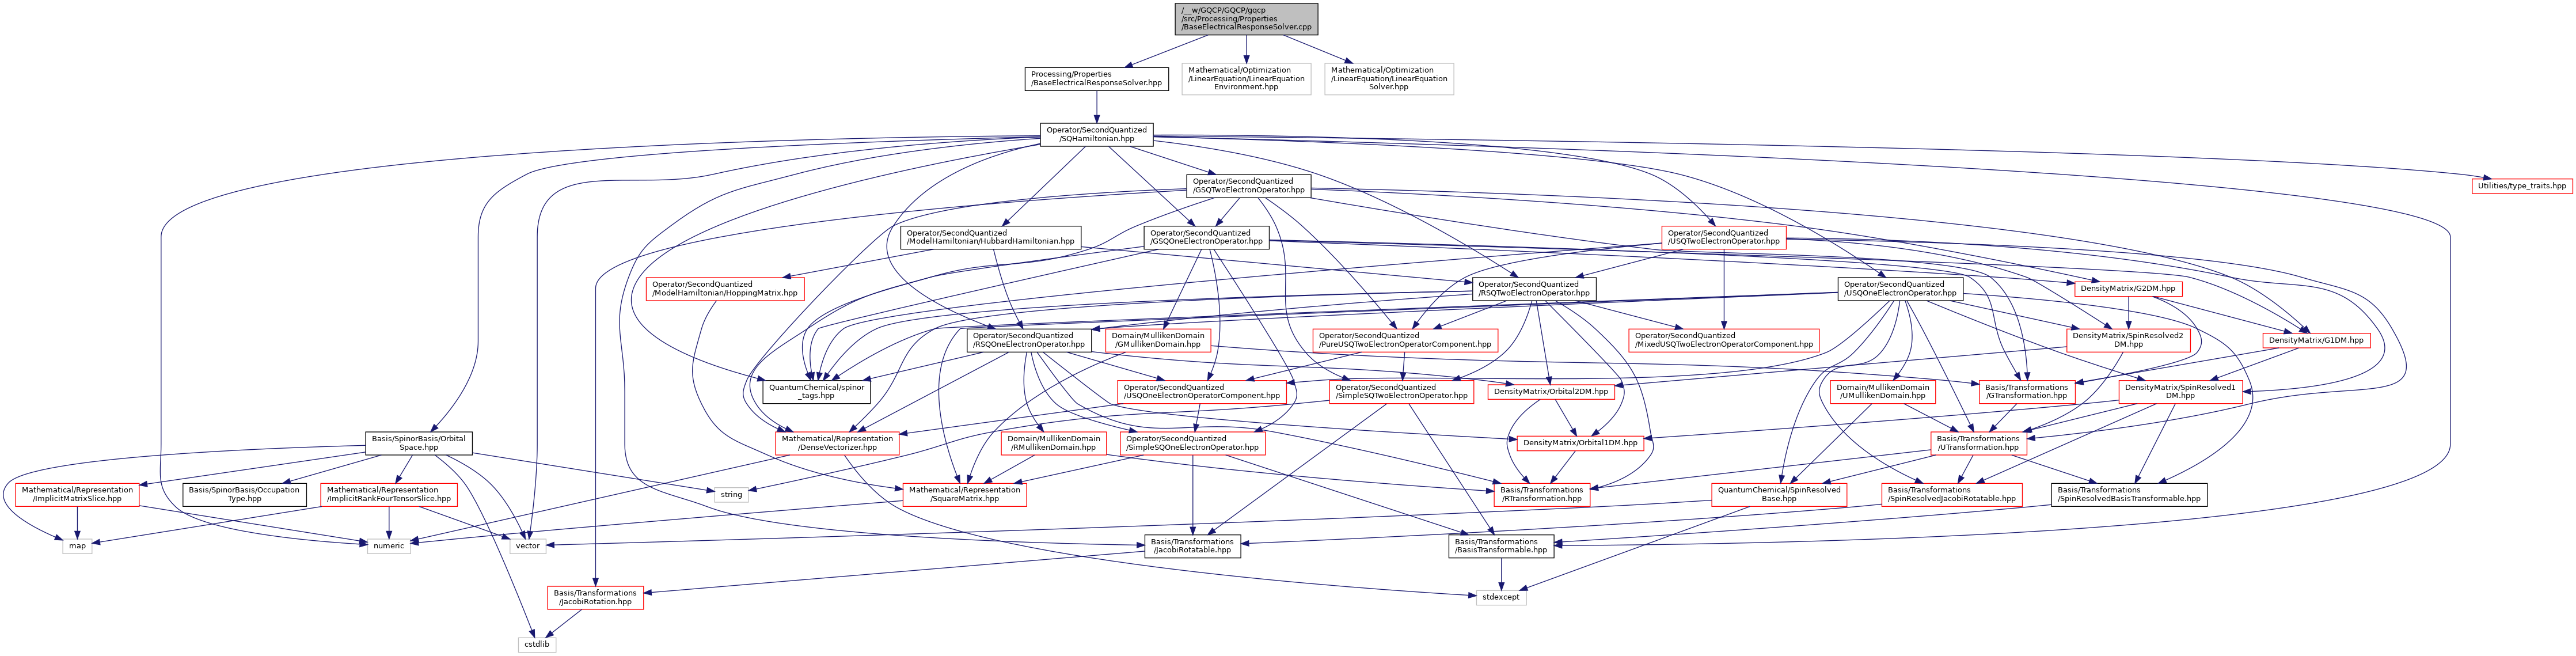 /__w/GQCP/GQCP/gqcp
/src/Processing/Properties
/BaseElectricalResponseSolver.cpp
Processing/Properties
/BaseElectricalResponseSolver.hpp
Mathematical/Optimization
/LinearEquation/LinearEquation
Environment.hpp
Mathematical/Optimization
/LinearEquation/LinearEquation
Solver.hpp
Operator/SecondQuantized
/SQHamiltonian.hpp
Operator/SecondQuantized
/GSQTwoElectronOperator.hpp
Utilities/type_traits.hpp
Operator/SecondQuantized
/ModelHamiltonian/HubbardHamiltonian.hpp
Operator/SecondQuantized
/GSQOneElectronOperator.hpp
Operator/SecondQuantized
/USQTwoElectronOperator.hpp
Operator/SecondQuantized
/ModelHamiltonian/HoppingMatrix.hpp
Operator/SecondQuantized
/RSQTwoElectronOperator.hpp
Operator/SecondQuantized
/USQOneElectronOperator.hpp
DensityMatrix/G2DM.hpp
Operator/SecondQuantized
/RSQOneElectronOperator.hpp
Domain/MullikenDomain
/GMullikenDomain.hpp
Operator/SecondQuantized
/PureUSQTwoElectronOperatorComponent.hpp
Operator/SecondQuantized
/MixedUSQTwoElectronOperatorComponent.hpp
DensityMatrix/SpinResolved2
DM.hpp
DensityMatrix/G1DM.hpp
QuantumChemical/spinor
_tags.hpp
Operator/SecondQuantized
/USQOneElectronOperatorComponent.hpp
Operator/SecondQuantized
/SimpleSQTwoElectronOperator.hpp
DensityMatrix/Orbital2DM.hpp
Domain/MullikenDomain
/UMullikenDomain.hpp
Basis/Transformations
/GTransformation.hpp
DensityMatrix/SpinResolved1
DM.hpp
Basis/SpinorBasis/Orbital
Space.hpp
Mathematical/Representation
/DenseVectorizer.hpp
Domain/MullikenDomain
/RMullikenDomain.hpp
Operator/SecondQuantized
/SimpleSQOneElectronOperator.hpp
DensityMatrix/Orbital1DM.hpp
Basis/Transformations
/UTransformation.hpp
Mathematical/Representation
/ImplicitMatrixSlice.hpp
Basis/SpinorBasis/Occupation
Type.hpp
Mathematical/Representation
/ImplicitRankFourTensorSlice.hpp
string
Mathematical/Representation
/SquareMatrix.hpp
Basis/Transformations
/RTransformation.hpp
QuantumChemical/SpinResolved
Base.hpp
Basis/Transformations
/SpinResolvedJacobiRotatable.hpp
Basis/Transformations
/SpinResolvedBasisTransformable.hpp
map
numeric
vector
Basis/Transformations
/JacobiRotatable.hpp
Basis/Transformations
/BasisTransformable.hpp
Basis/Transformations
/JacobiRotation.hpp
stdexcept
cstdlib